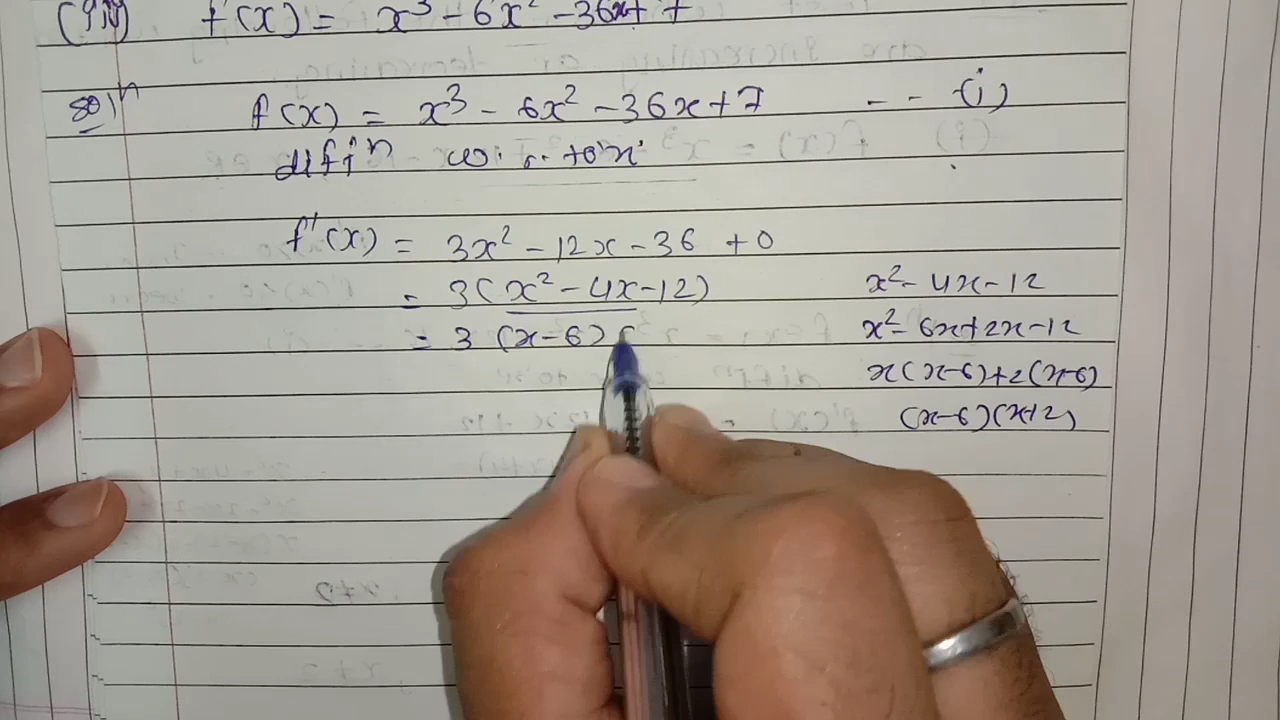 f(x) = x³ - 6x² - 36x + 7
soln f(x) = x³ - 6x² - 36x + 7 -- (i)
diffn w. r. to 'x'
f'(x) = 3x² - 12x - 36 + 0
= 3(x² - 4x - 12)
= 3 (x-6)(
x² - 4x - 12
x² - 6x + 2x - 12
x(x-6) + 2(x-6)
(x-6)(x+2)